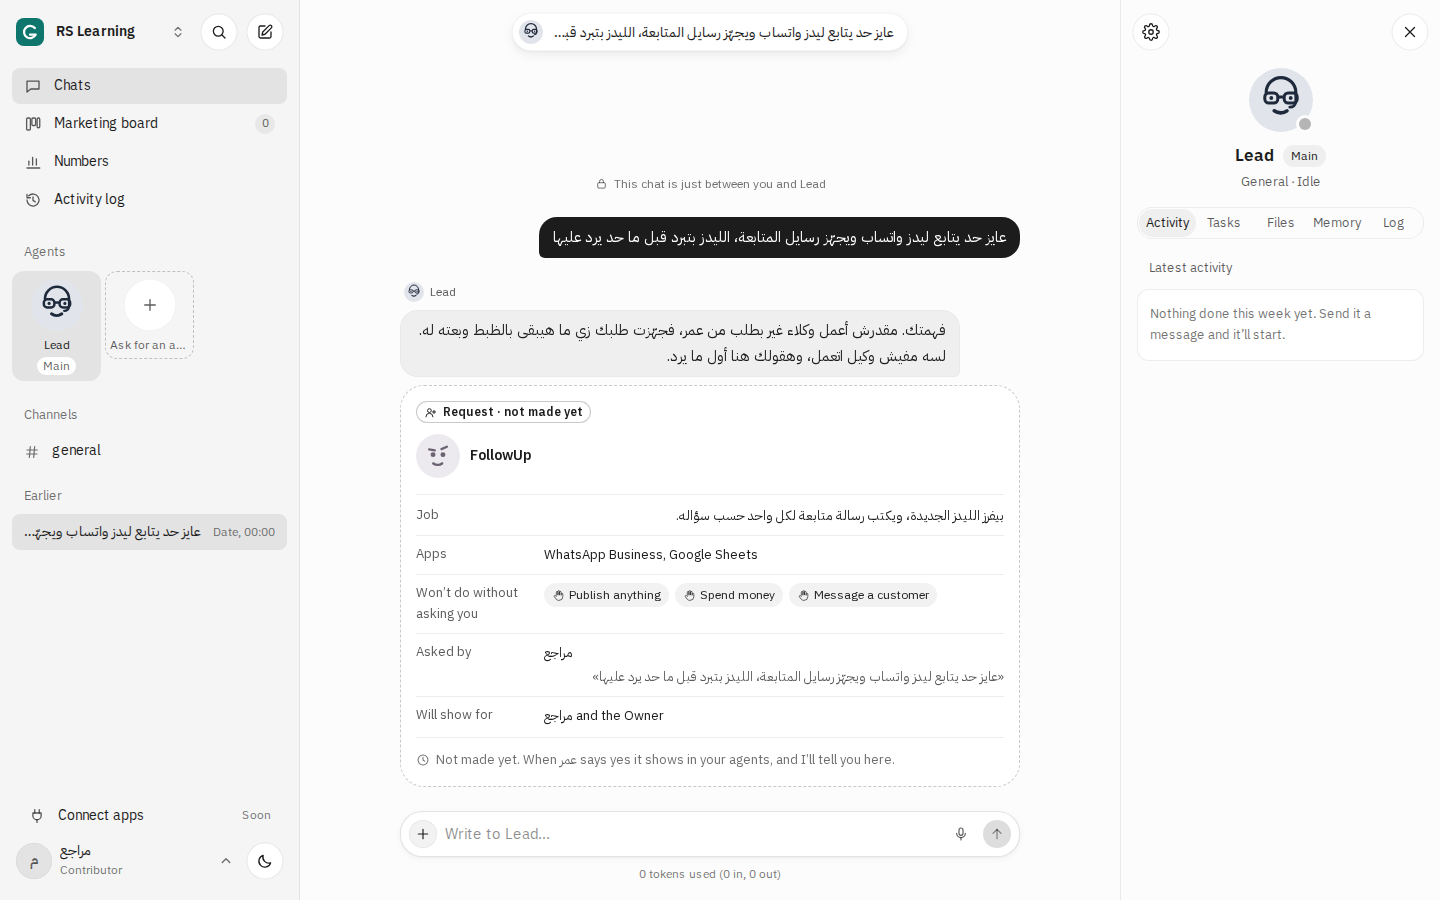 RS Learning
Chats
Marketing board 0
Numbers
Activity log
Agents
Lead
Main
Ask for an a...
Channels
general
Earlier
عايز حد يتابع ليدز واتساب ويجهّ... Date, 00:00
Connect apps Soon
م
مراجع
Contributor
عايز حد يتابع ليدز واتساب ويجهّز رسايل المتابعة، الليدز بتبرد قبـ...
This chat is just between you and Lead
عايز حد يتابع ليدز واتساب ويجهّز رسايل المتابعة، الليدز بتبرد قبل ما حد يرد عليها
Lead
فهمتك. مقدرش أعمل وكلاء غير بطلب من عمر، فجهّزت طلبك زي ما هيبقى بالظبط وبعته له.
لسه مفيش وكيل اتعمل، وهقولك هنا أول ما يرد.
Request · not made yet
FollowUp
Job بيفرز الليدز الجديدة، ويكتب رسالة متابعة لكل واحد حسب سؤاله.
Apps WhatsApp Business, Google Sheets
Won't do without asking you Publish anything Spend money Message a customer
Asked by مراجع
«عايز حد يتابع ليدز واتساب ويجهّز رسايل المتابعة، الليدز بتبرد قبل ما حد يرد عليها»
Will show for مراجع and the Owner
Not made yet. When عمر says yes it shows in your agents, and I'll tell you here.
Write to Lead...
0 tokens used (0 in, 0 out)
Lead Main
General · Idle
Activity Tasks Files Memory Log
Latest activity
Nothing done this week yet. Send it a
message and it'll start.